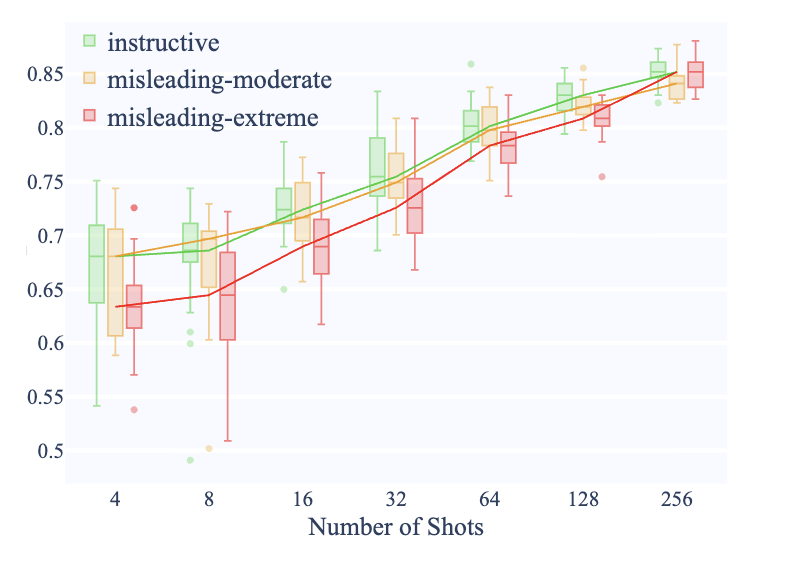 instructive
misleading-moderate
misleading-extreme
0.85
0.8
0.75
0.7
0.65
0.6
0.55
0.5
4 8 16 32 64 128 256
Number of Shots